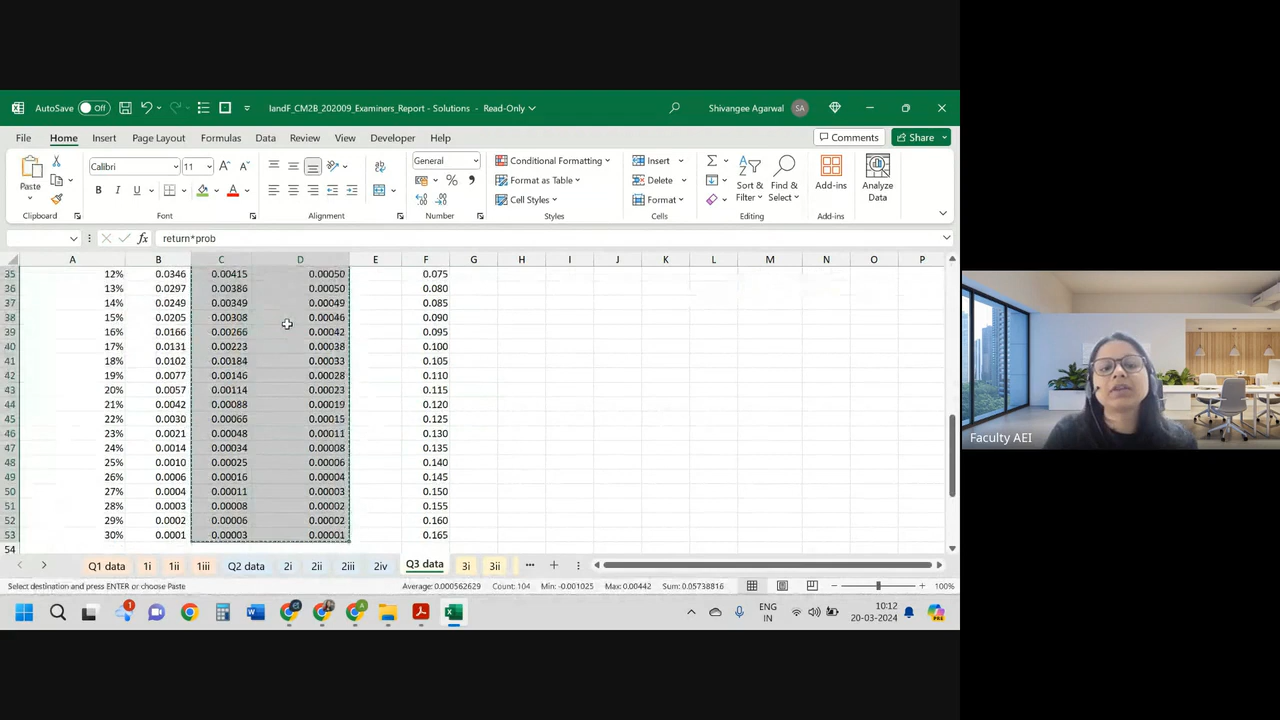 AutoSave Off IandF_CM2B_202009_Examiners_Report - Solutions - Read-Only Shivangee Agarwal SA
File Home Insert Page Layout Formulas Data Review View Developer Help Comments Share
Paste Calibri 11 General Conditional Formatting Insert
B I U Format as Table Delete Sort & Filter Find & Select Add-ins Analyze Data
Cell Styles Format
Clipboard Font Alignment Number Styles Cells Editing Add-ins
fx return*prob
A B C D E F G H I J K L M N O P
35 12% 0.0346 0.00415 0.00050 0.075
36 13% 0.0297 0.00386 0.00050 0.080
37 14% 0.0249 0.00349 0.00049 0.085
38 15% 0.0205 0.00308 0.00046 0.090
39 16% 0.0166 0.00266 0.00042 0.095
40 17% 0.0131 0.00223 0.00038 0.100
41 18% 0.0102 0.00184 0.00033 0.105
42 19% 0.0077 0.00146 0.00028 0.110
43 20% 0.0057 0.00114 0.00023 0.115
44 21% 0.0042 0.00088 0.00019 0.120
45 22% 0.0030 0.00066 0.00015 0.125
46 23% 0.0021 0.00048 0.00011 0.130
47 24% 0.0014 0.00034 0.00008 0.135
48 25% 0.0010 0.00025 0.00006 0.140
49 26% 0.0006 0.00016 0.00004 0.145
50 27% 0.0004 0.00011 0.00003 0.150
51 28% 0.0003 0.00008 0.00002 0.155
52 29% 0.0002 0.00006 0.00002 0.160
53 30% 0.0001 0.00003 0.00001 0.165
54
Q1 data 1i 1ii 1iii Q2 data 2i 2ii 2iii 2iv Q3 data 3i 3ii
Select destination and press ENTER or choose Paste Average: 0.000562629 Count: 104 Min: -0.001025 Max: 0.00442 Sum: 0.05738816 100%
1 ENG IN 10:12 20-03-2024
Faculty AEI